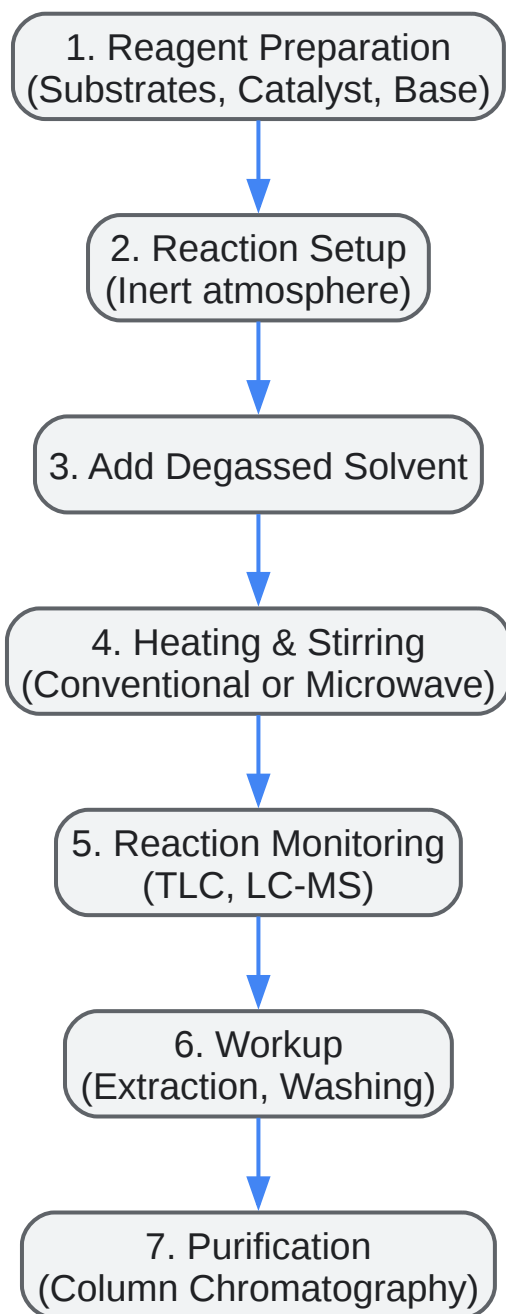 1. Reagent Preparation
(Substrates, Catalyst, Base)
2. Reaction Setup
(Inert atmosphere)
3. Add Degassed Solvent
4. Heating & Stirring
(Conventional or Microwave)
5. Reaction Monitoring
(TLC, LC-MS)
6. Workup
(Extraction, Washing)
7. Purification
(Column Chromatography)